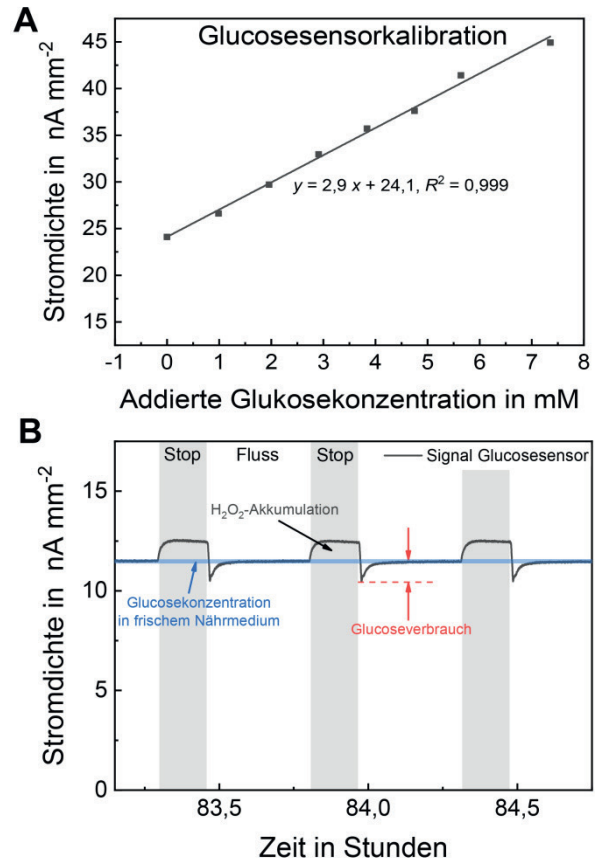 A
Glucosesensorkalibration
Stromdichte in nA mm-2
45
40
35
30
25
20
15
y = 2,9 x + 24,1, R2 = 0,999
-1 0 1 2 3 4 5 6 7 8
Addierte Glukosekonzentration in mM
B
Stop Fluss Stop Signal Glucosesensor
Stromdichte in nA mm-2
15
10
5
0
H2O2-Akkumulation
Glucosekonzentration
in frischem Nährmedium
Glucoseverbrauch
83,5 84,0 84,5
Zeit in Stunden